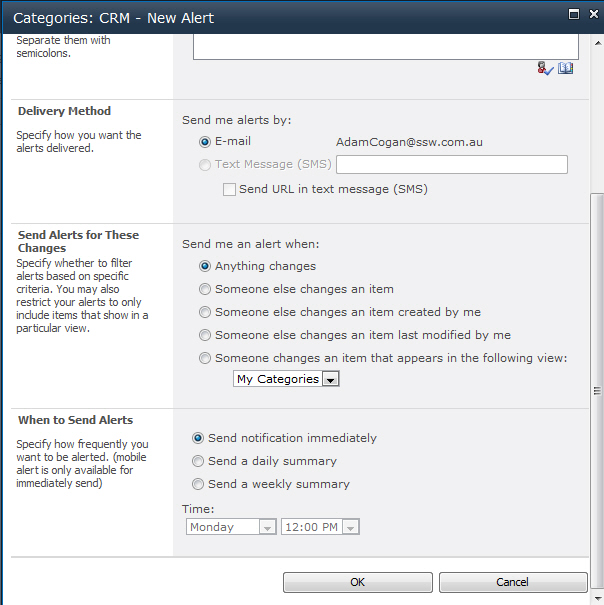 Categories: CRM - New Alert
Separate them with
semicolons.
Delivery Method
Specify how you want the
alerts delivered.
Send me alerts by:
E-mail
AdamCogan@ssw.com.au
Text Message (SMS)
Send URL in text message (SMS)
Send Alerts for These
Changes
Specify whether to filter
alerts based on specific
criteria. You may also
restrict your alerts to only
include items that show in a
particular view.
Send me an alert when:
Anything changes
Someone else changes an item
Someone else changes an item created by me
Someone else changes an item last modified by me
Someone changes an item that appears in the following view:
My Categories
When to Send Alerts
Specify how frequently you
want to be alerted. (mobile
alert is only available for
immediately send)
Send notification immediately
Send a daily summary
Send a weekly summary
Time:
Monday
12:00 PM
OK
Cancel